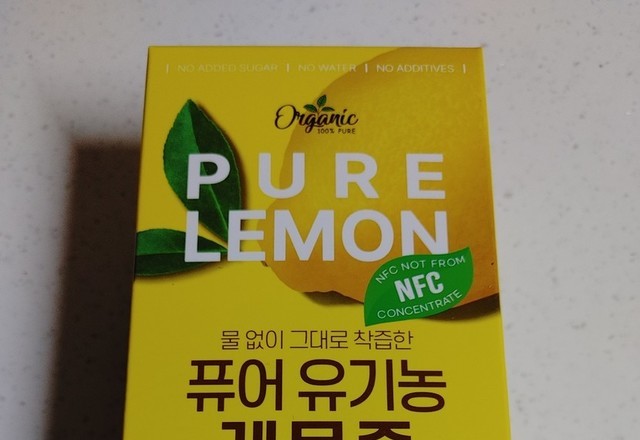 | NO ADDED SUGAR | NO WATER | NO ADDITIVES |
Organic
100% PURE
PURE
LEMON
NFC NOT FROM
NFC
CONCENTRATE
물 없이 그대로 착즙한
퓨어 유기농